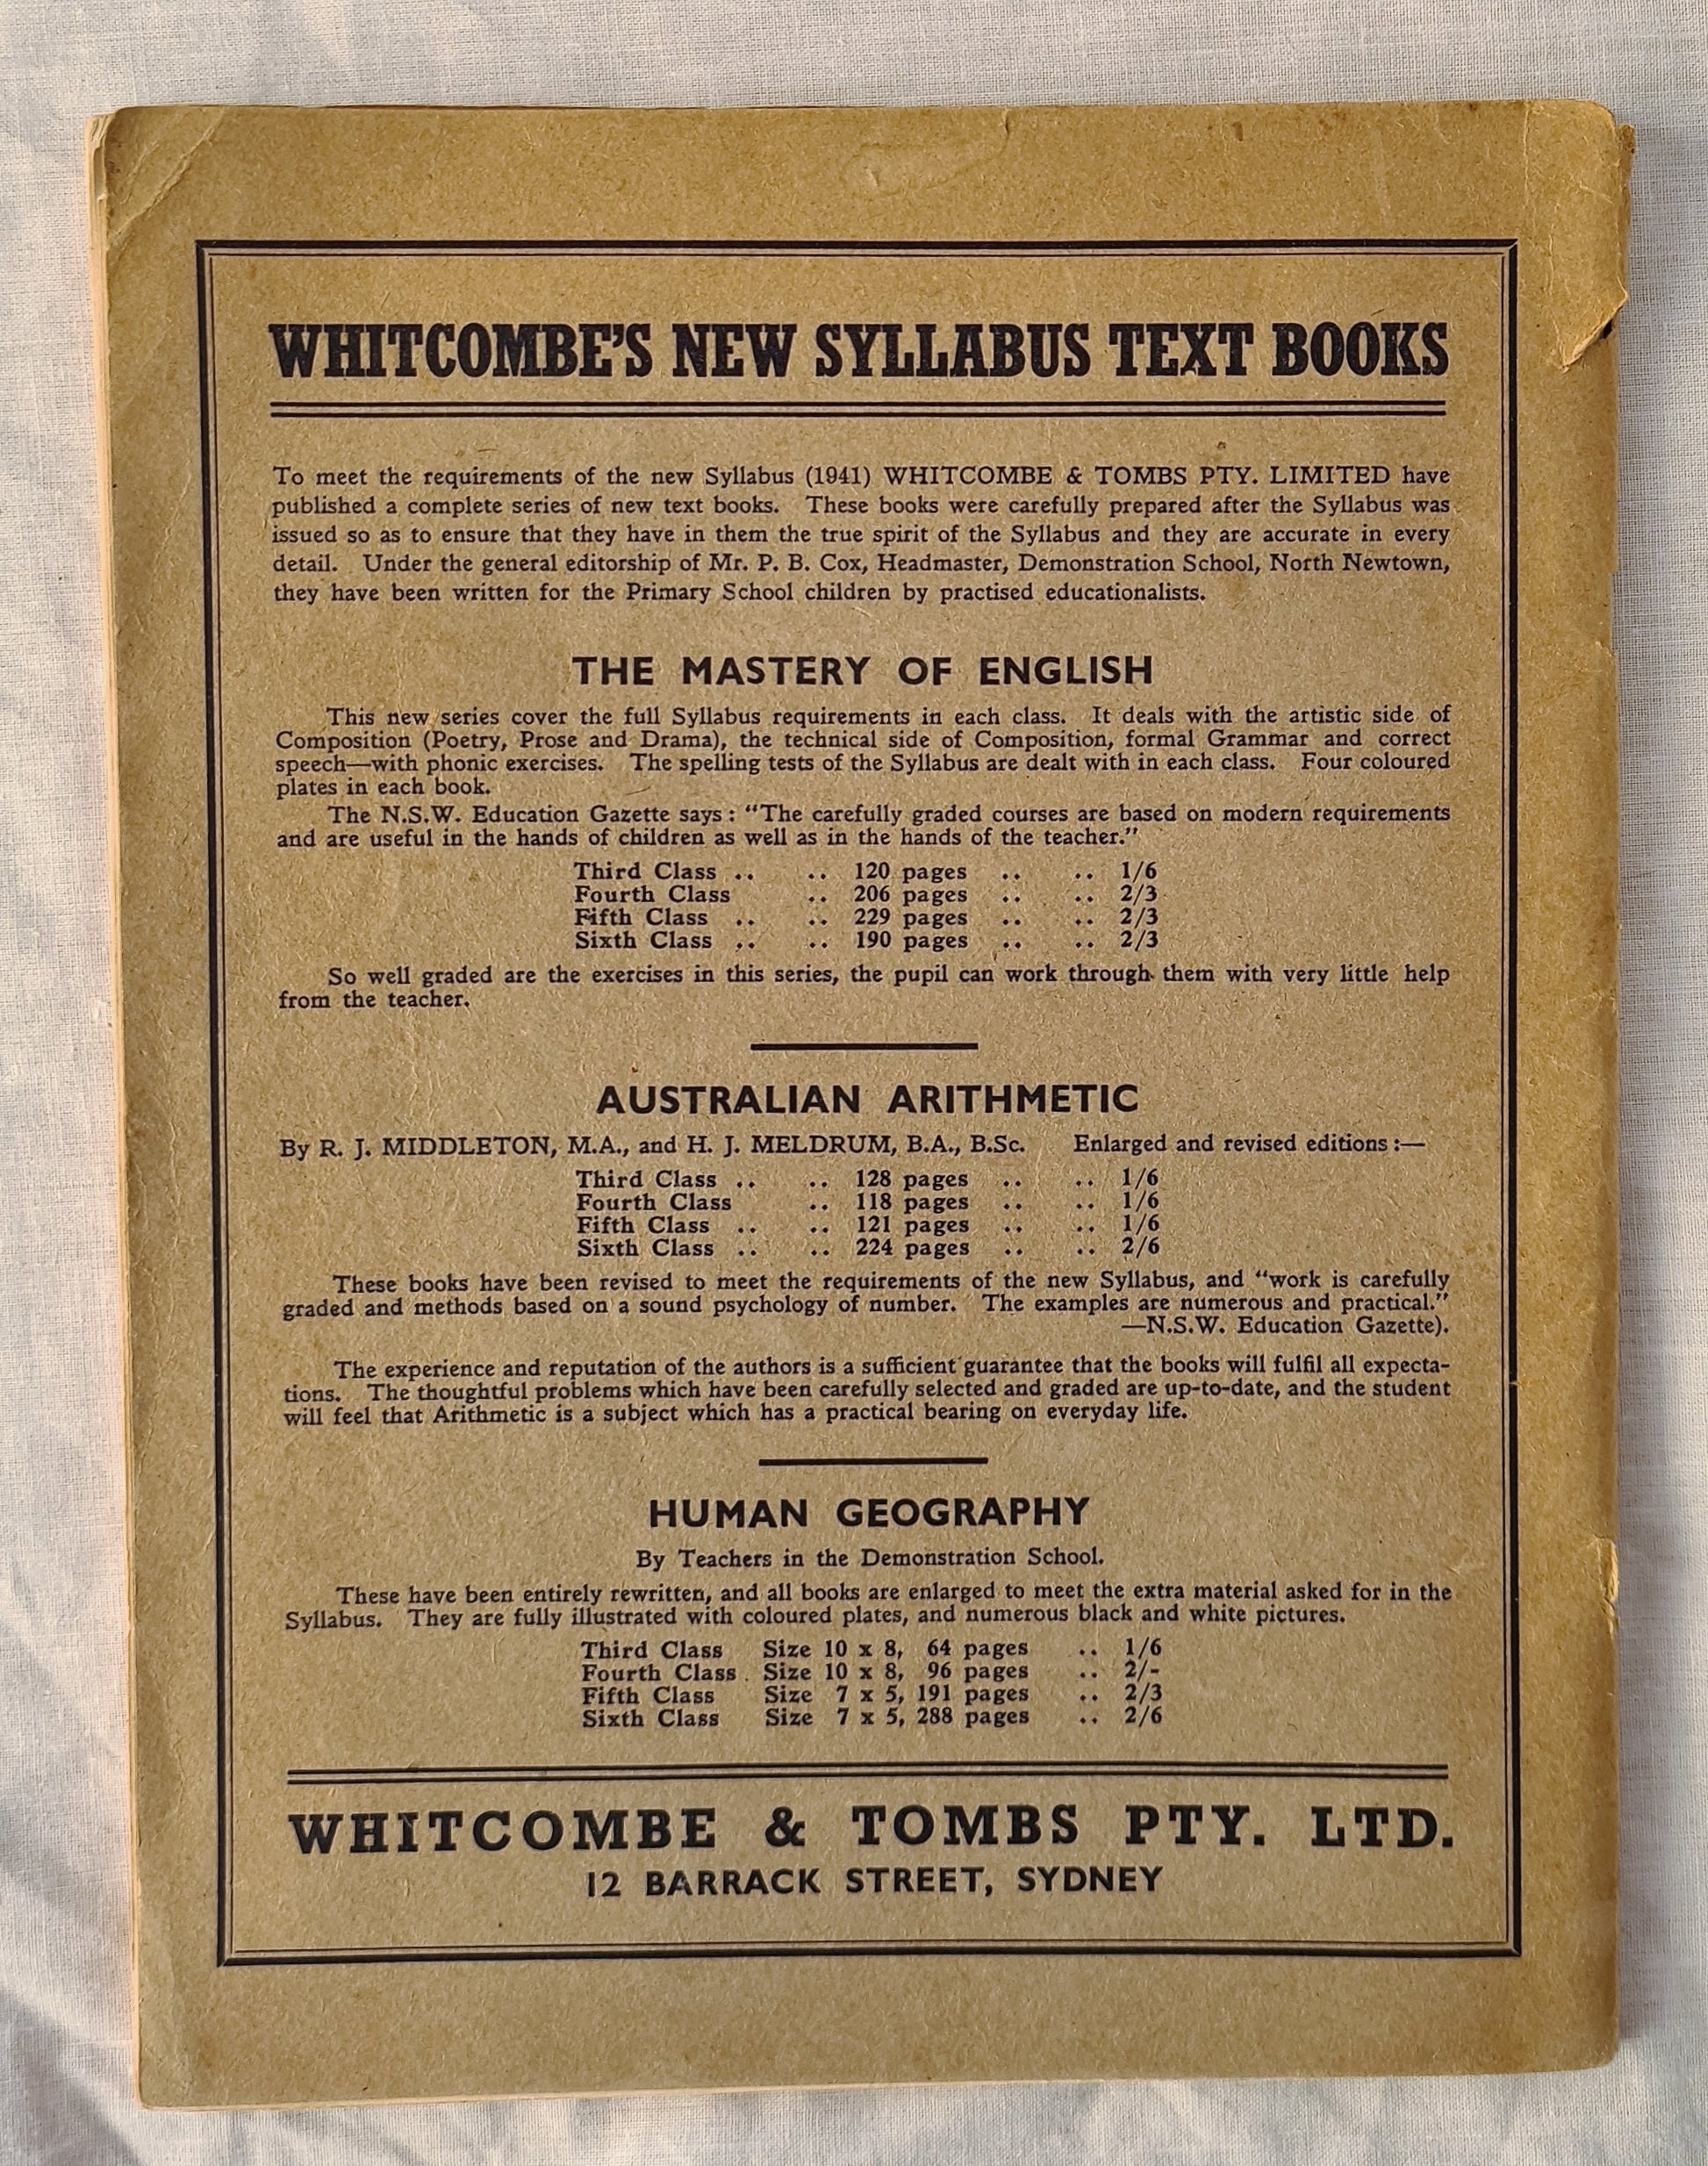 WHITCOMBE'S NEW SYLLABUS TEXT BOOKS
To meet the requirements of the new Syllabus (1941) WHITCOMBE & TOMBS PTY. LIMITED have
published a complete series of new text books. These books were carefully prepared after the Syllabus was
issued so as to ensure that they have in them the true spirit of the Syllabus and they are accurate in every
detail. Under the general editorship of Mr. P. B. Cox, Headmaster, Demonstration School, North Newtown,
they have been written for the Primary School children by practised educationalists.
THE MASTERY OF ENGLISH
This new series cover the full Syllabus requirements in each class. It deals with the artistic side of
Composition (Poetry, Prose and Drama), the technical side of Composition, formal Grammar and correct
speech—with phonic exercises. The spelling tests of the Syllabus are dealt with in each class. Four coloured
plates in each book.
The N.S.W. Education Gazette says: "The carefully graded courses are based on modern requirements
and are useful in the hands of children as well as in the hands of the teacher."
Third Class .. .. 120 pages .. .. 1/6
Fourth Class .. 206 pages .. .. 2/3
Fifth Class .. .. 229 pages .. .. 2/3
Sixth Class .. .. 190 pages .. .. 2/3
So well graded are the exercises in this series, the pupil can work through them with very little help
from the teacher.
AUSTRALIAN ARITHMETIC
By R. J. MIDDLETON, M.A., and H. J. MELDRUM, B.A., B.Sc. Enlarged and revised editions:—
Third Class .. .. 128 pages .. .. 1/6
Fourth Class .. 118 pages .. .. 1/6
Fifth Class .. .. 121 pages .. .. 1/6
Sixth Class .. .. 224 pages .. .. 2/6
These books have been revised to meet the requirements of the new Syllabus, and "work is carefully
graded and methods based on a sound psychology of number. The examples are numerous and practical."
—N.S.W. Education Gazette).
The experience and reputation of the authors is a sufficient guarantee that the books will fulfil all expecta-
tions. The thoughtful problems which have been carefully selected and graded are up-to-date, and the student
will feel that Arithmetic is a subject which has a practical bearing on everyday life.
HUMAN GEOGRAPHY
By Teachers in the Demonstration School.
These have been entirely rewritten, and all books are enlarged to meet the extra material asked for in the
Syllabus. They are fully illustrated with coloured plates, and numerous black and white pictures.
Third Class Size 10 x 8, 64 pages .. 1/6
Fourth Class Size 10 x 8, 96 pages .. 2/-
Fifth Class Size 7 x 5, 191 pages .. 2/3
Sixth Class Size 7 x 5, 288 pages .. 2/6
WHITCOMBE & TOMBS PTY. LTD.
12 BARRACK STREET, SYDNEY